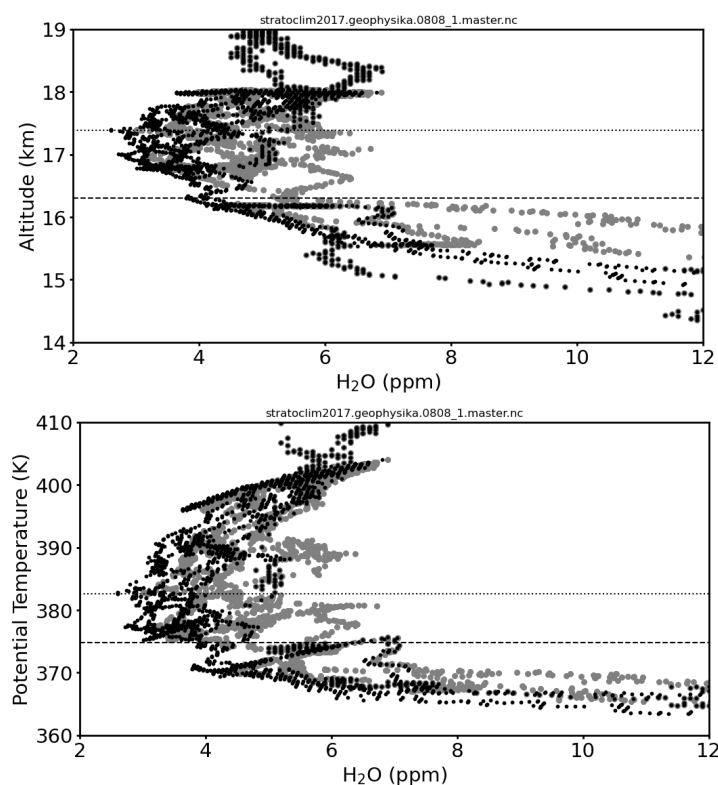 stratoclim2017.geophysika.0808_1.master.nc
19
18
17
16
15
14
Altitude (km)
2 4 6 8 10 12
H₂O (ppm)
stratoclim2017.geophysika.0808_1.master.nc
410
400
390
380
370
360
Potential Temperature (K)
2 4 6 8 10 12
H₂O (ppm)